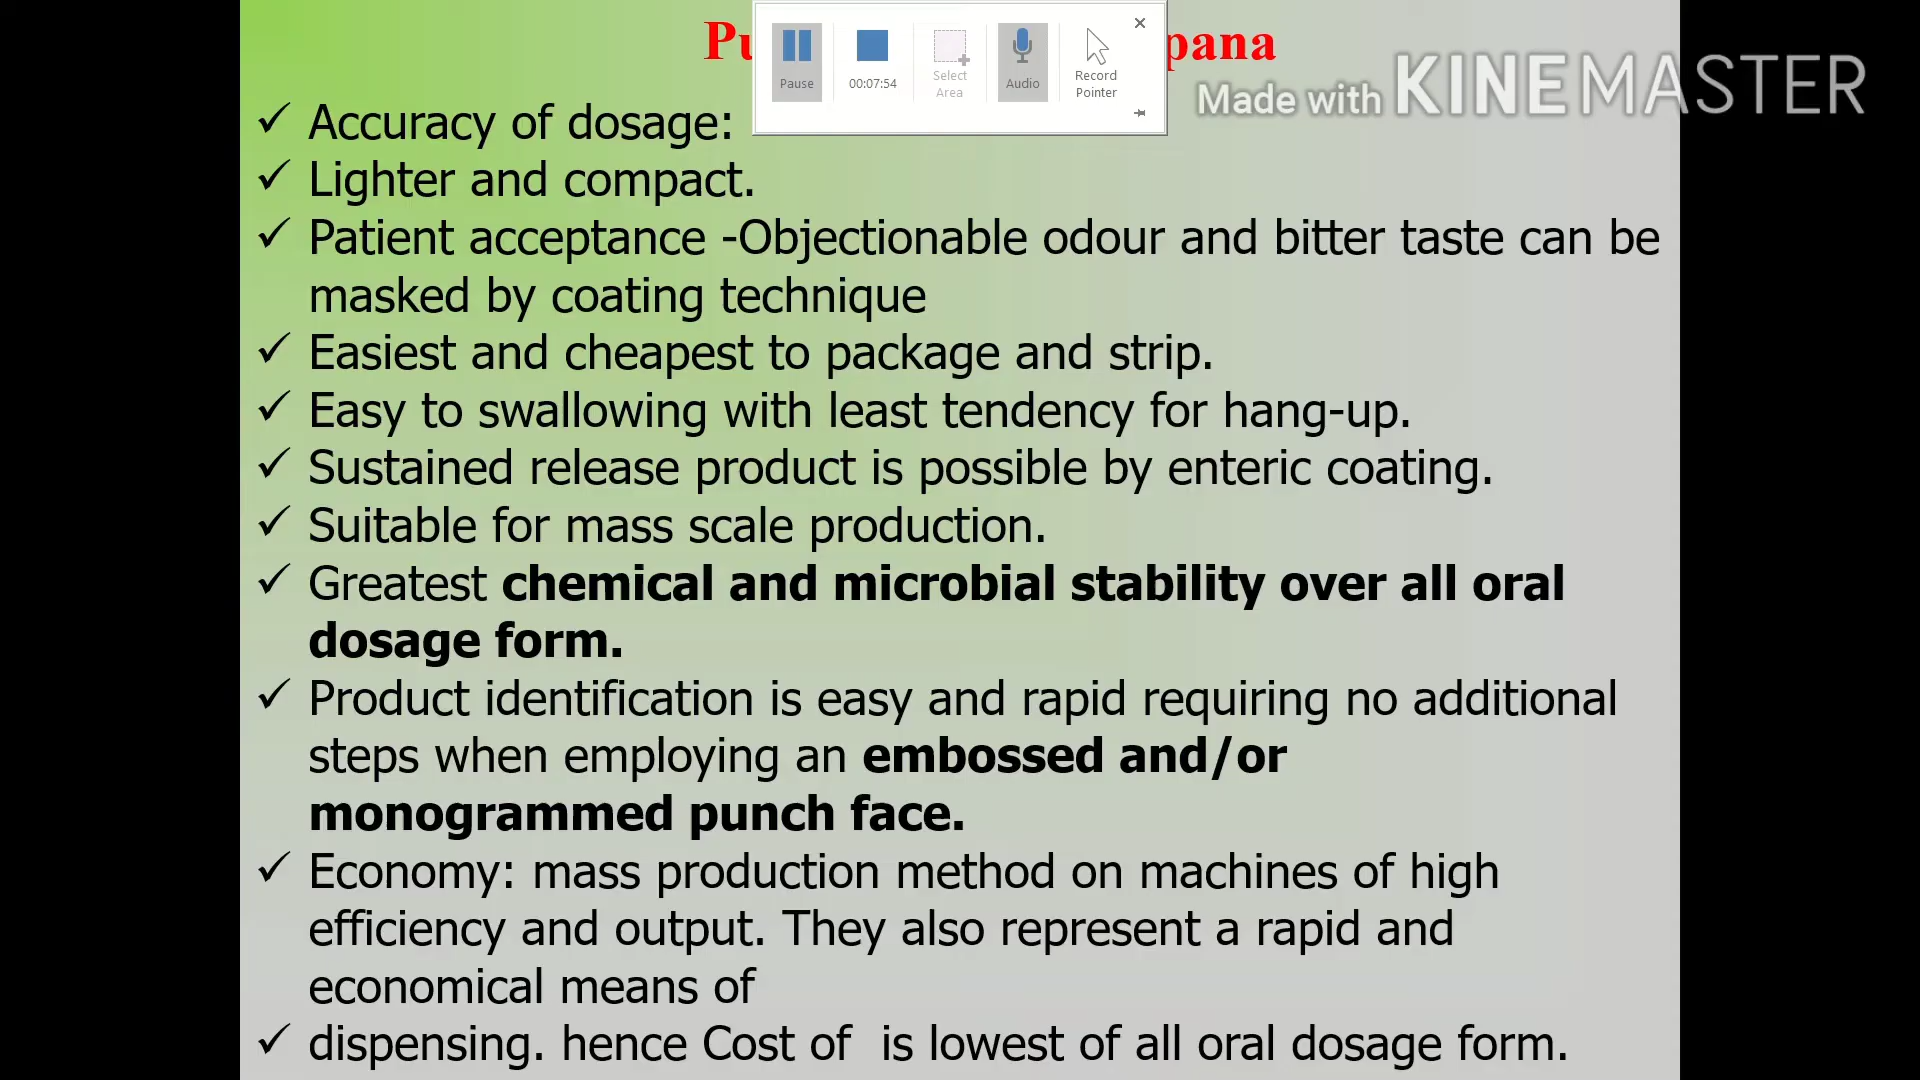 Pu pana
Pause
00:07:54
Select
Area
Audio
Record
Pointer
Made with KINEMASTER
✓ Accuracy of dosage:
✓ Lighter and compact.
✓ Patient acceptance -Objectionable odour and bitter taste can be
masked by coating technique
✓ Easiest and cheapest to package and strip.
✓ Easy to swallowing with least tendency for hang-up.
✓ Sustained release product is possible by enteric coating.
✓ Suitable for mass scale production.
✓ Greatest chemical and microbial stability over all oral
dosage form.
✓ Product identification is easy and rapid requiring no additional
steps when employing an embossed and/or
monogrammed punch face.
✓ Economy: mass production method on machines of high
efficiency and output. They also represent a rapid and
economical means of
✓ dispensing. hence Cost of  is lowest of all oral dosage form.